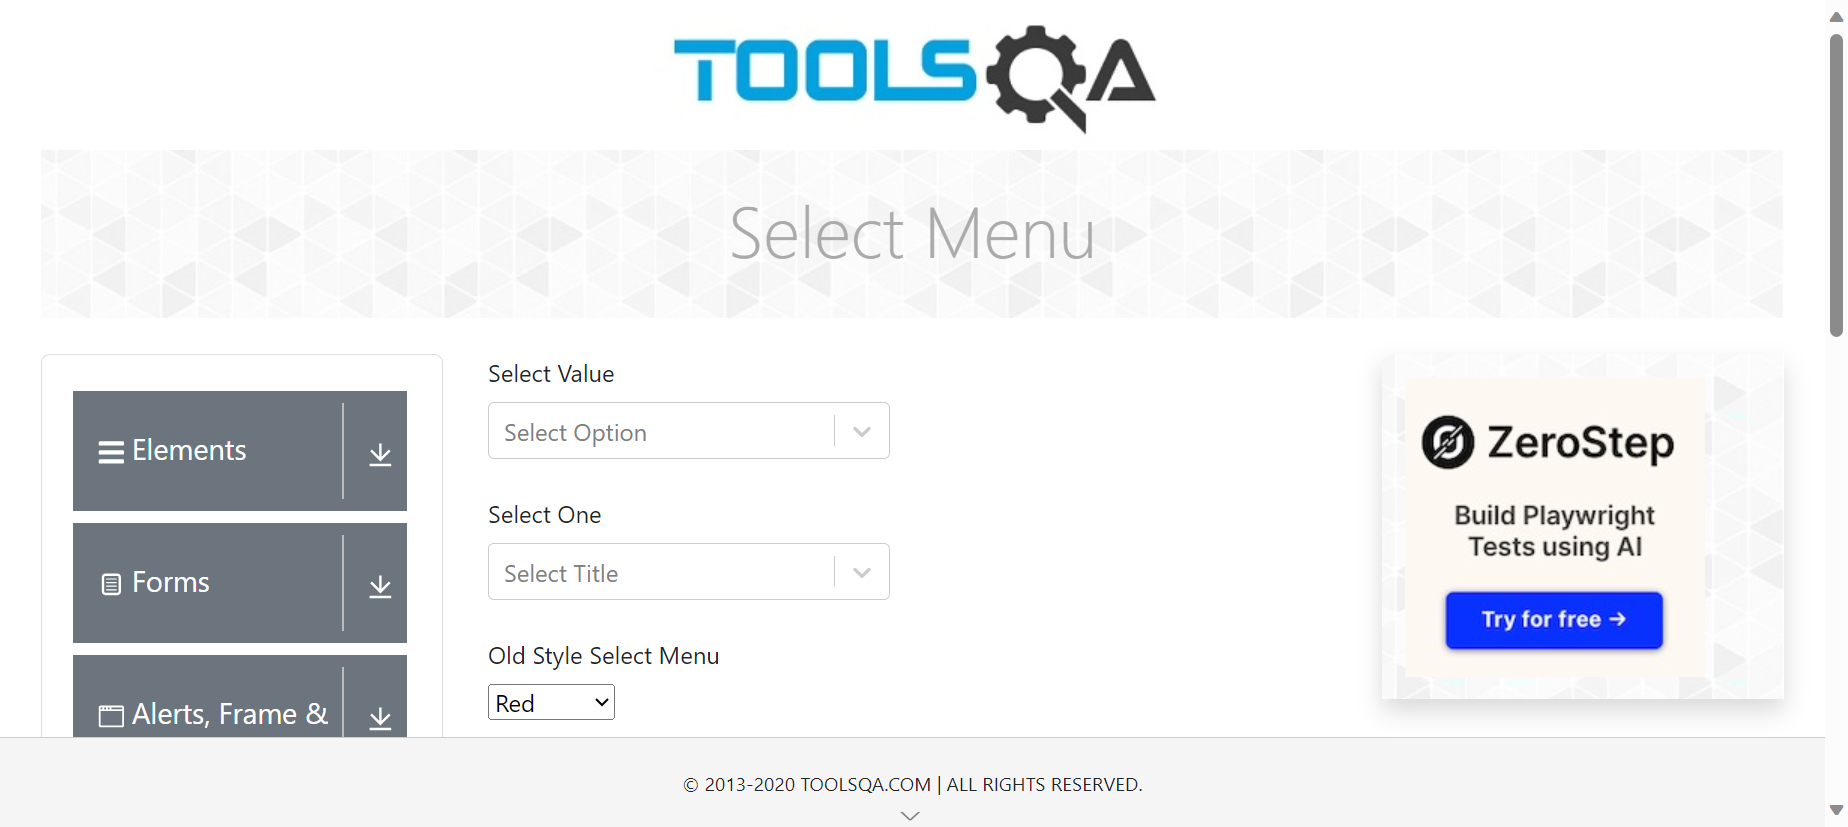 TOOLSQA
Select Menu
Elements
Forms
Alerts, Frame &
Select Value
Select Option
Select One
Select Title
Old Style Select Menu
Red
ZeroStep
Build Playwright
Tests using AI
Try for free →
© 2013-2020 TOOLSQA.COM | ALL RIGHTS RESERVED.